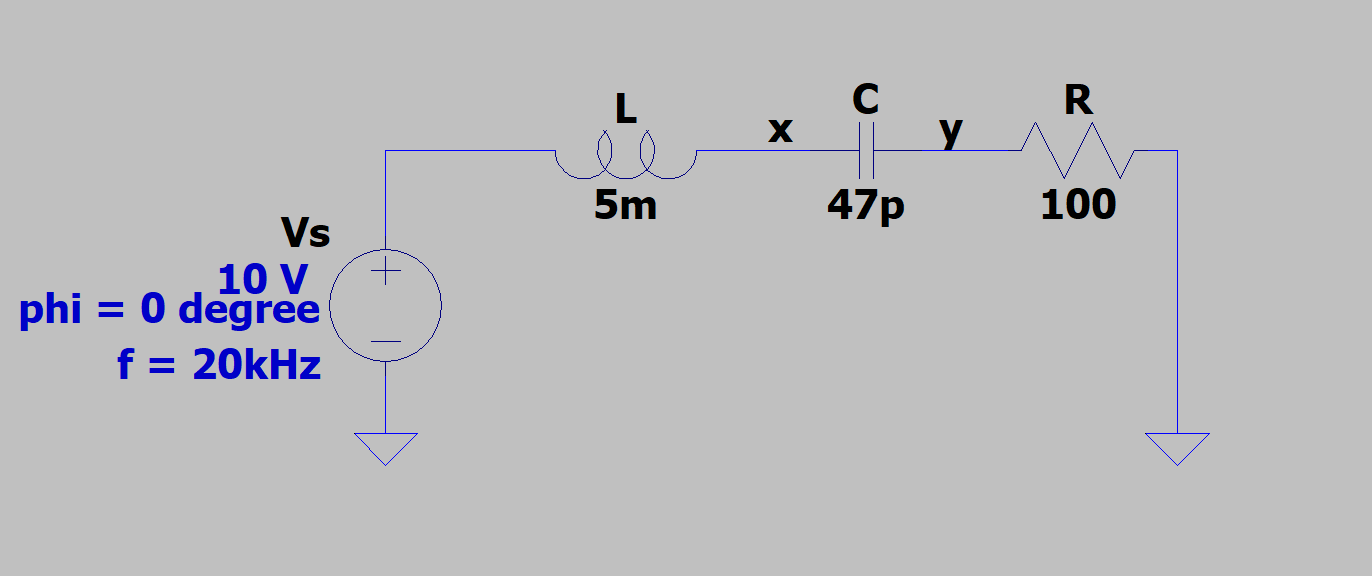 L
5m
x
C
47p
y
R
100
Vs
10 V
phi = 0 degree
f = 20kHz